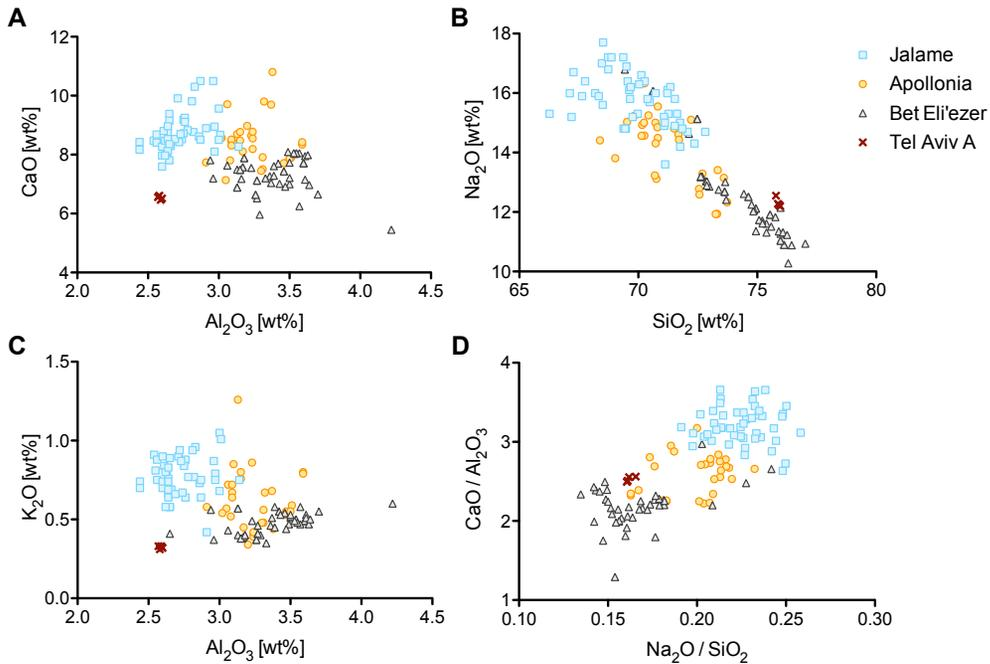 A
B
12
10
8
6
4
CaO [wt%]
2.0 2.5 3.0 3.5 4.0 4.5
Al2O3 [wt%]
18
16
14
12
10
Na2O [wt%]
65 70 75 80
SiO2 [wt%]
Jalame
Apollonia
Bet Eli'ezer
Tel Aviv A
C
D
1.5
1.0
0.5
0.0
K2O [wt%]
2.0 2.5 3.0 3.5 4.0 4.5
Al2O3 [wt%]
4
3
2
1
CaO / Al2O3
0.10 0.15 0.20 0.25 0.30
Na2O / SiO2